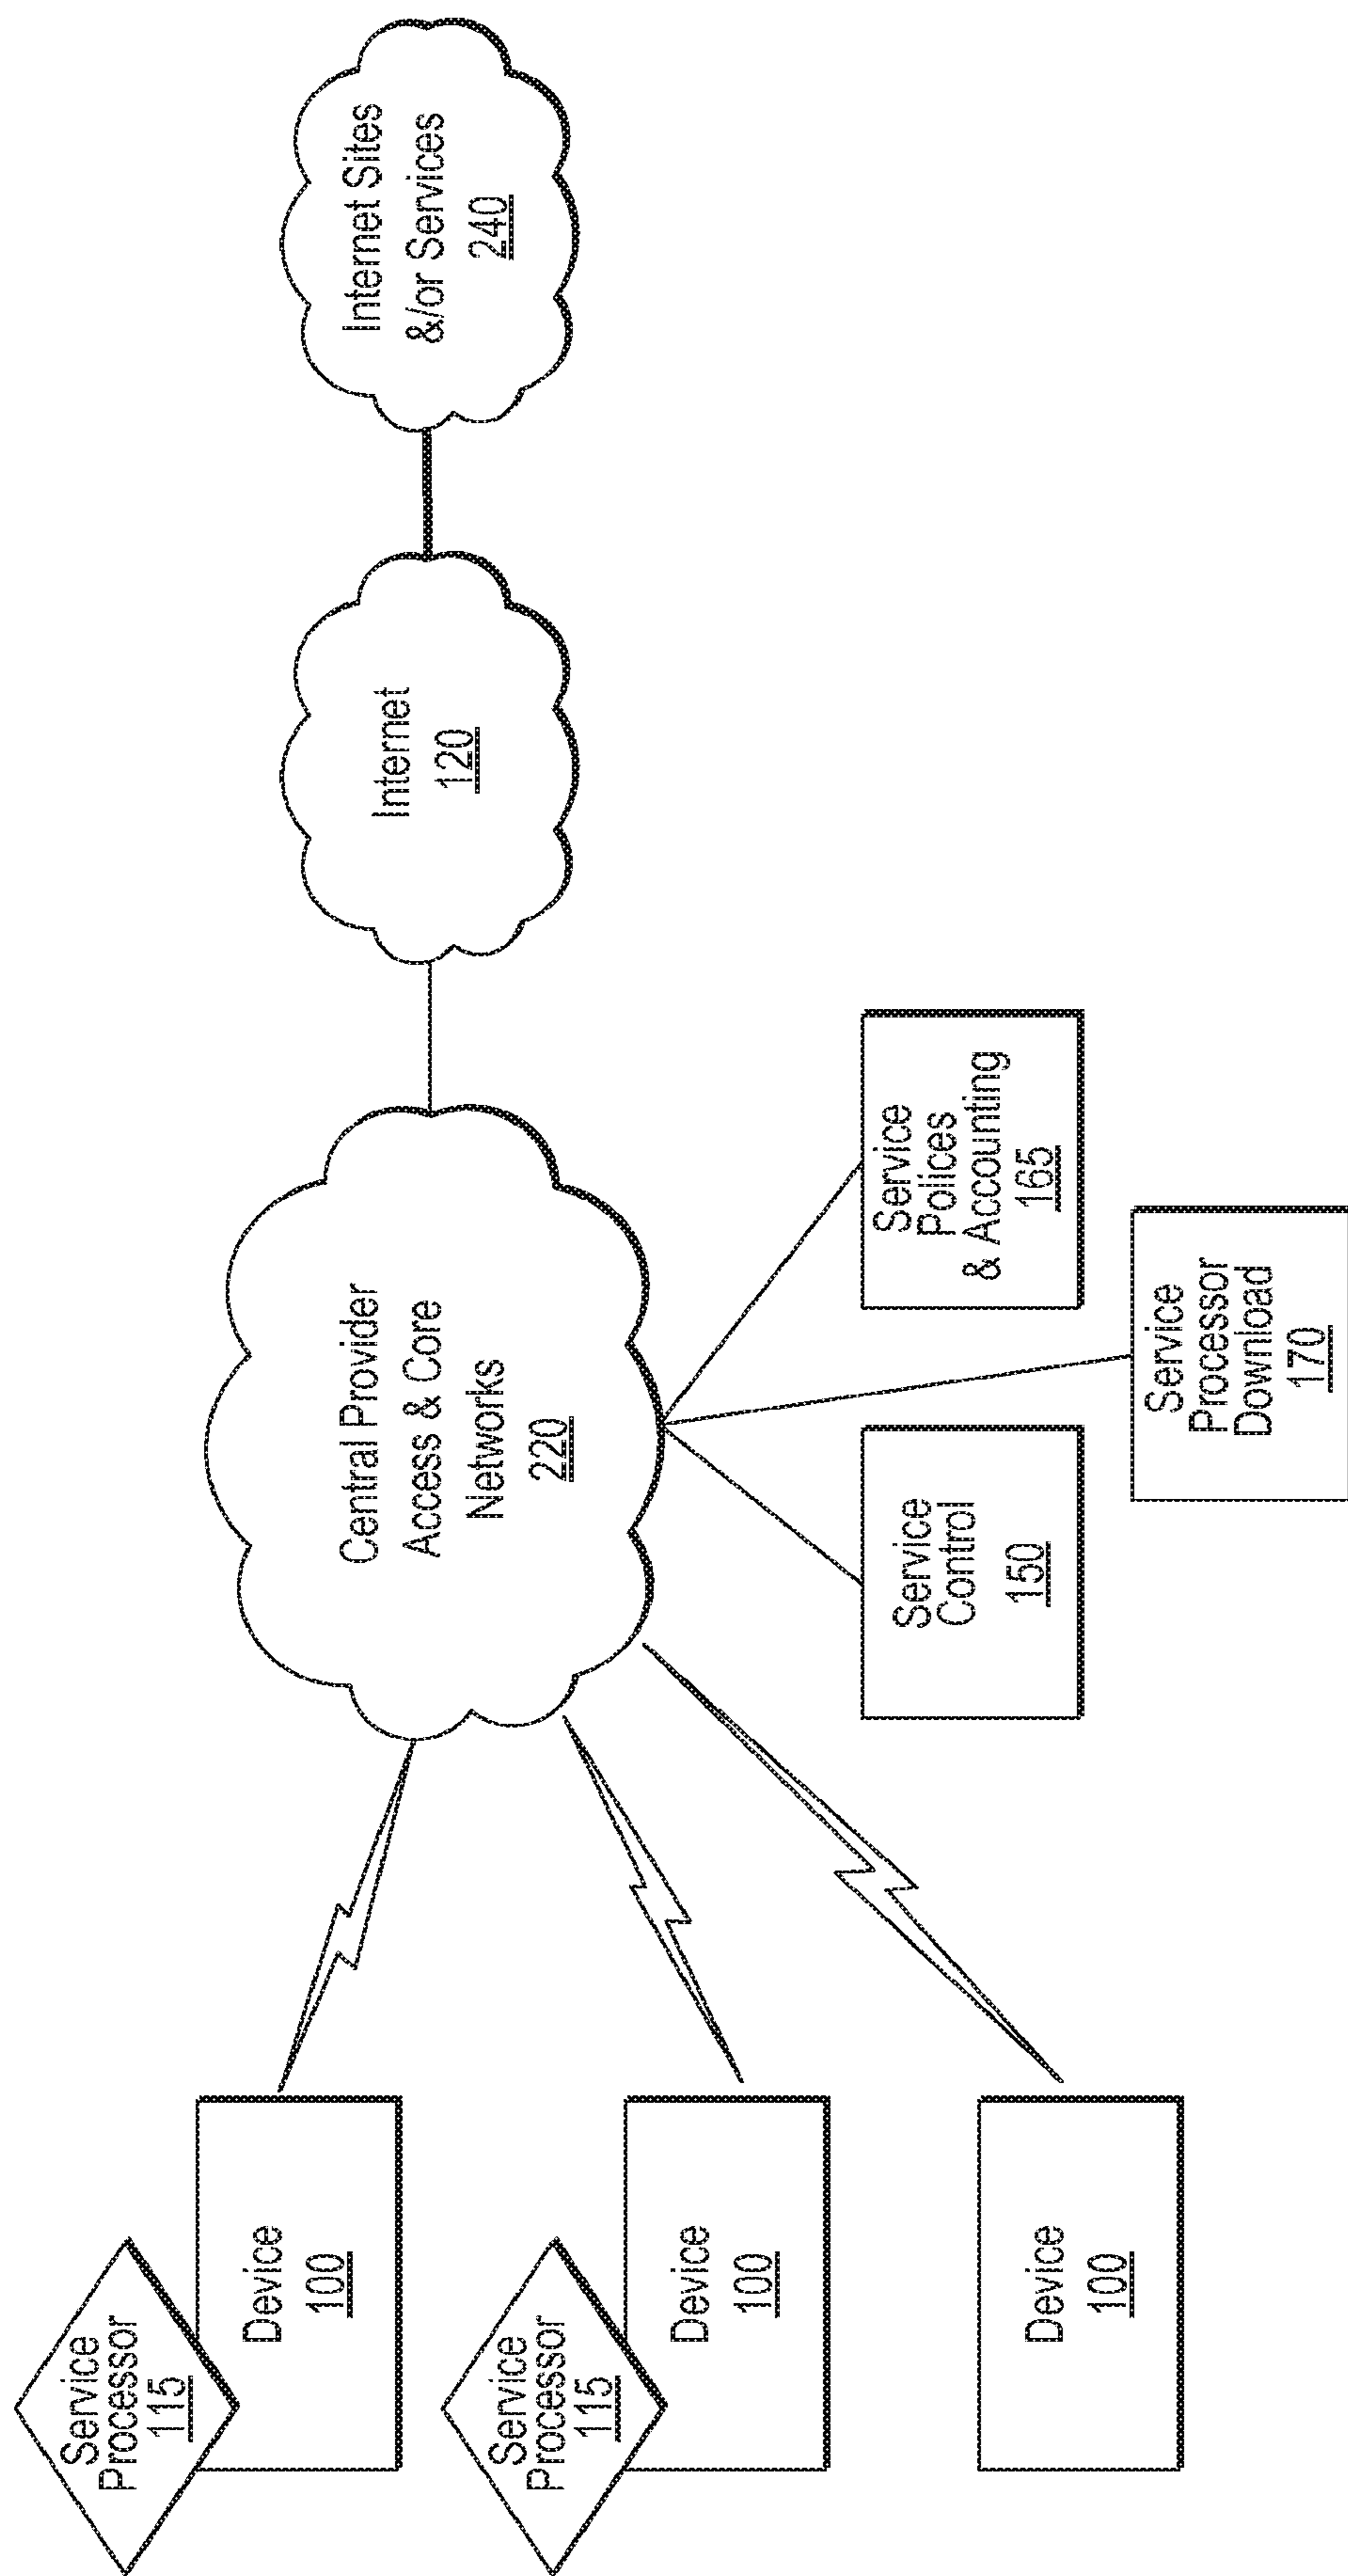 Service
Processor
115
Device
100
Service
Processor
115
Device
100
Device
100
Central Provider
Access & Core
Networks
220
Service
Control
150
Service
Processor
Download
170
Service
Polices
& Accounting
165
Internet
120
Internet Sites
&/or Services
240